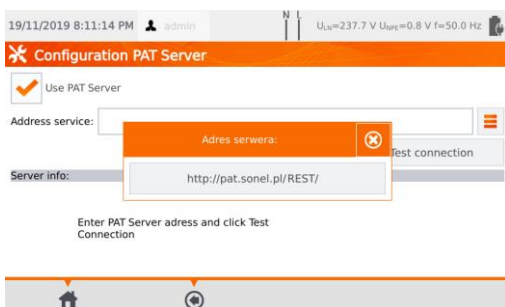 19/11/2019 8:11:14 PM admin N L ULN=237.7 V UNPE=0.8 V f=50.0 Hz
Configuration PAT Server
Use PAT Server
Address service:
Adres serwera:
Test connection
Server info:
http://pat.sonel.pl/REST/
Enter PAT Server adress and click Test
Connection